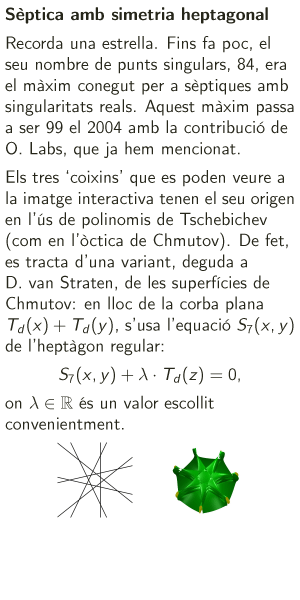 Sèptica amb simetria heptagonal
Recorda una estrella. Fins fa poc, el
seu nombre de punts singulars, 84, era
el màxim conegut per a sèptiques amb
singularitats reals. Aquest màxim passa
a ser 99 el 2004 amb la contribució de
O. Labs, que ja hem mencionat.
Els tres ‘coixins’ que es poden veure a
la imatge interactiva tenen el seu origen
en l’ús de polinomis de Tschebichev
(com en l’òctica de Chmutov). De fet,
es tracta d’una variant, deguda a
D. van Straten, de les superfícies de
Chmutov: en lloc de la corba plana
T_d(x) + T_d(y), s’usa l’equació S_7(x, y)
de l’heptàgon regular:
S_7(x, y) + λ · T_d(z) = 0,
on λ ∈ ℝ és un valor escollit
convenientment.